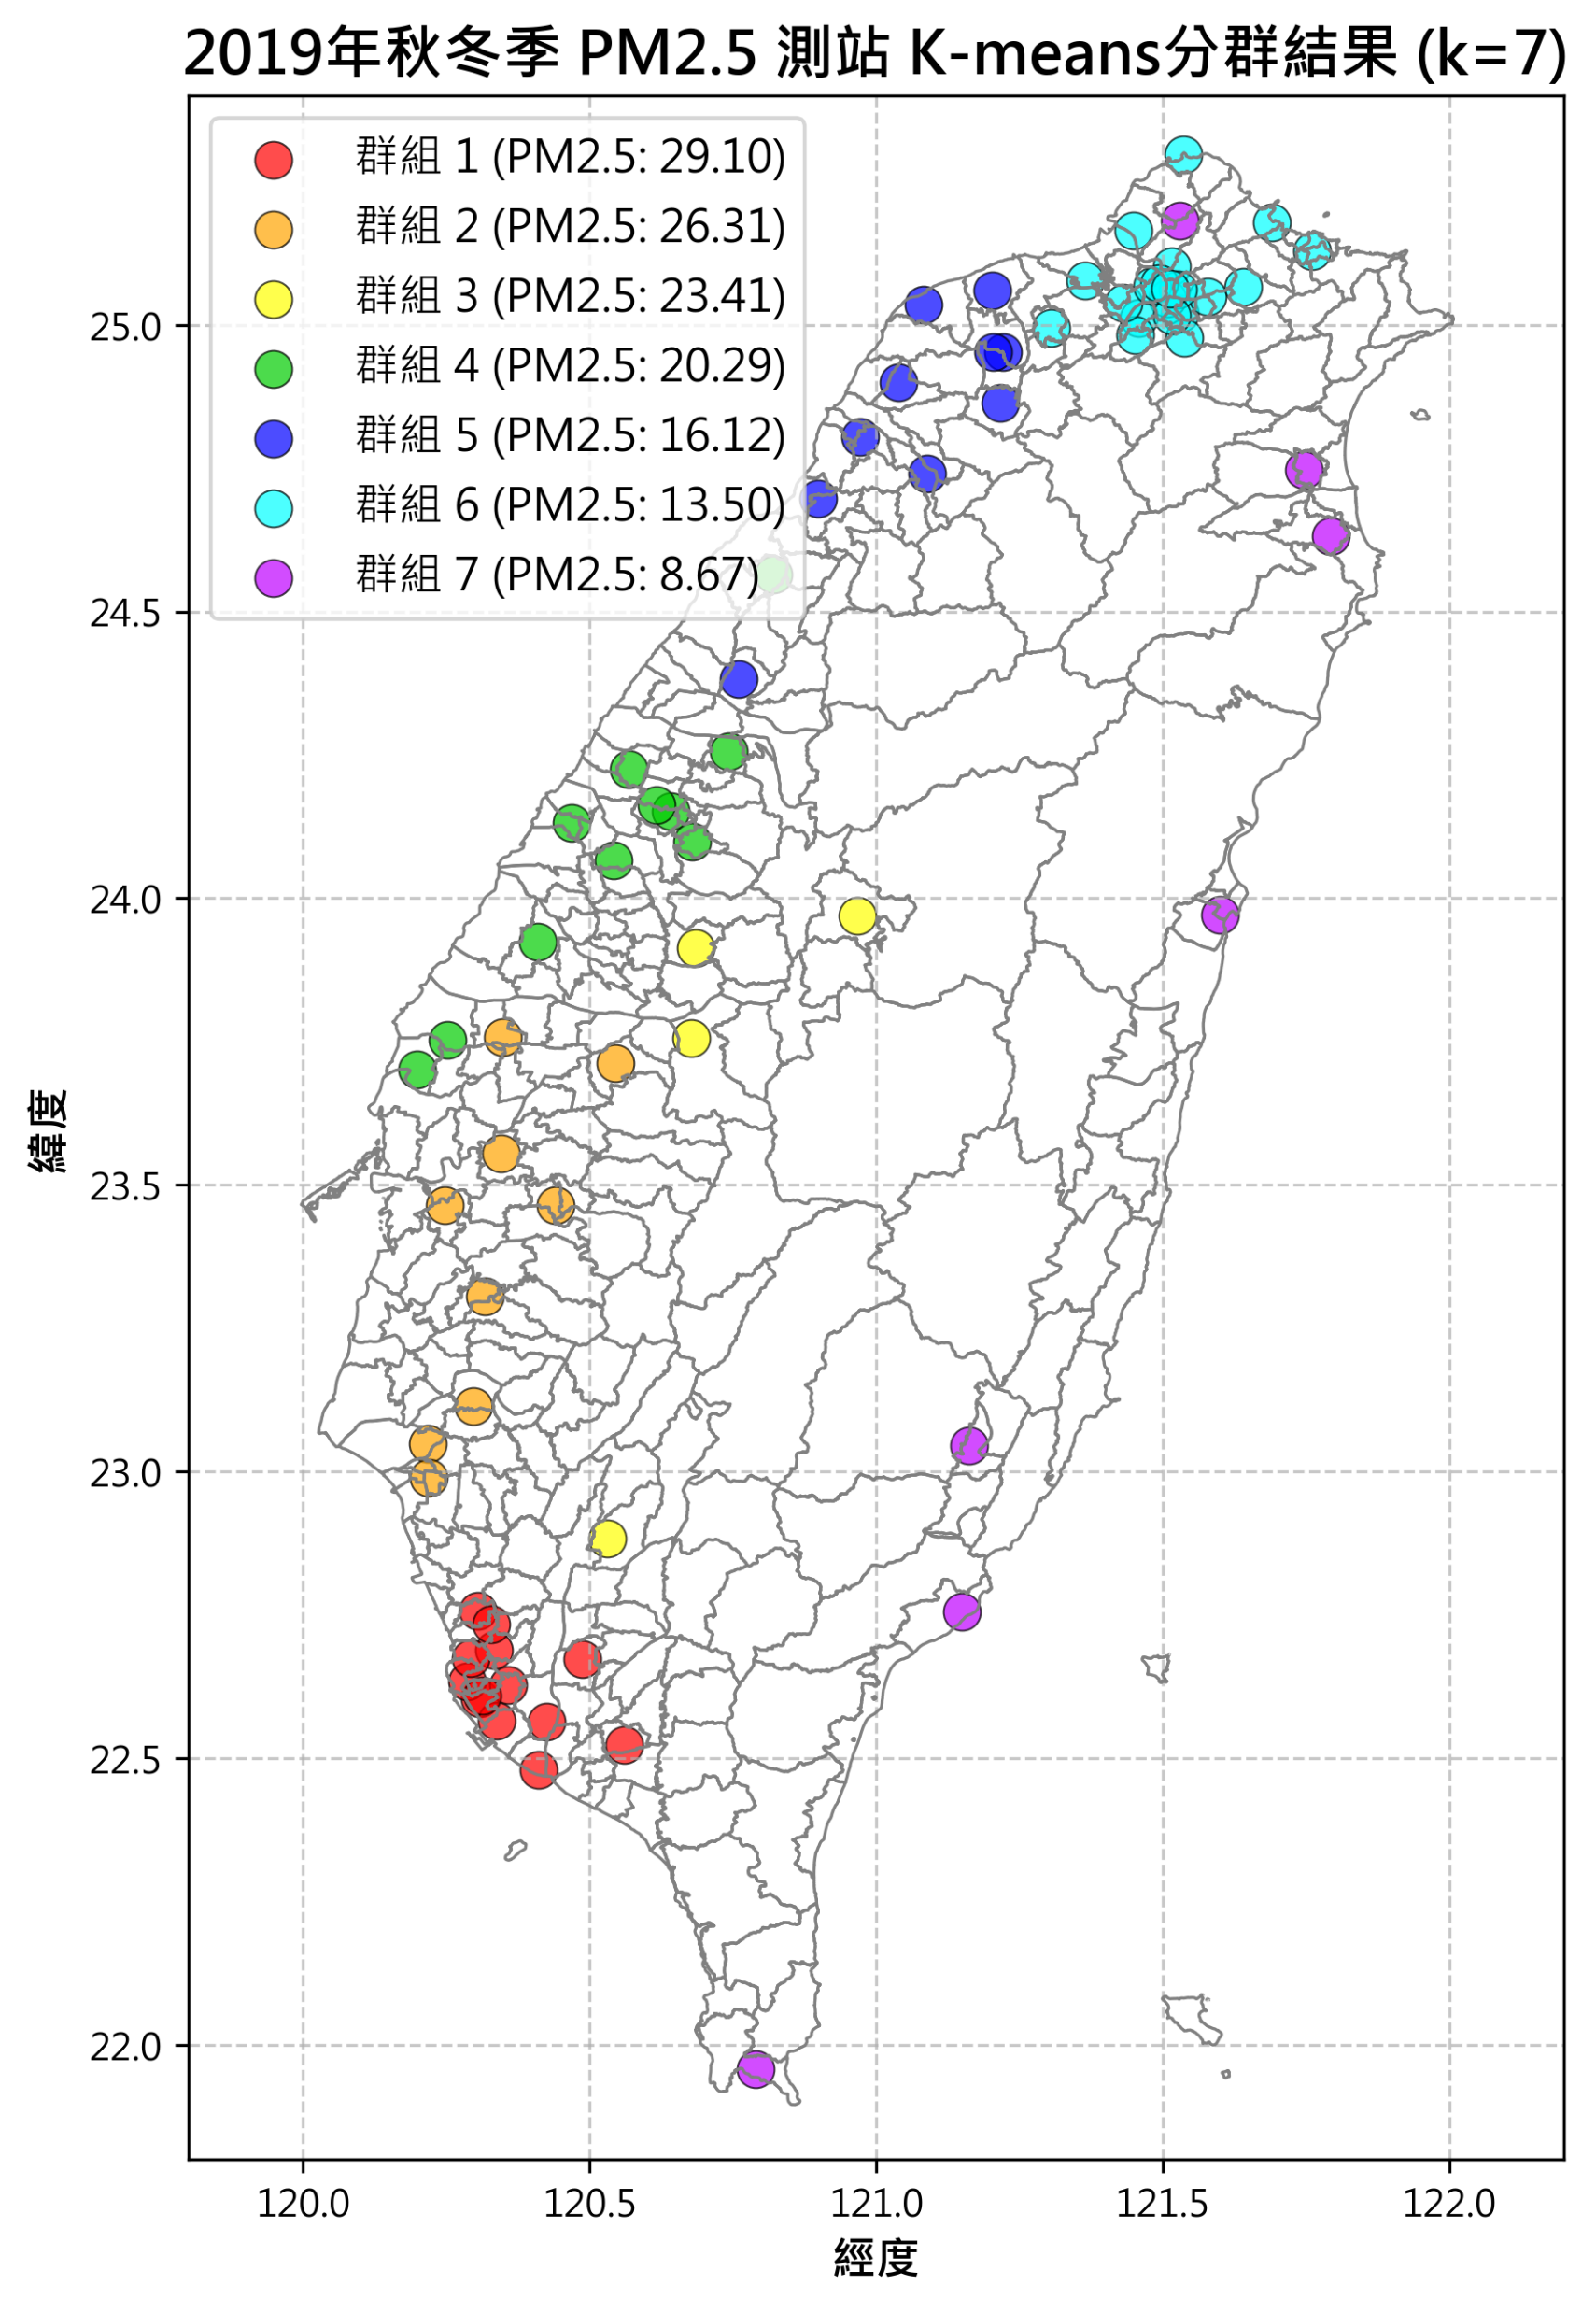 2019年秋冬季 PM2.5 測站 K-means分群結果 (k=7)
群組 1 (PM2.5: 29.10)
群組 2 (PM2.5: 26.31)
群組 3 (PM2.5: 23.41)
群組 4 (PM2.5: 20.29)
群組 5 (PM2.5: 16.12)
群組 6 (PM2.5: 13.50)
群組 7 (PM2.5: 8.67)
25.0
24.5
24.0
23.5
23.0
22.5
22.0
緯度
120.0 120.5 121.0 121.5 122.0
經度